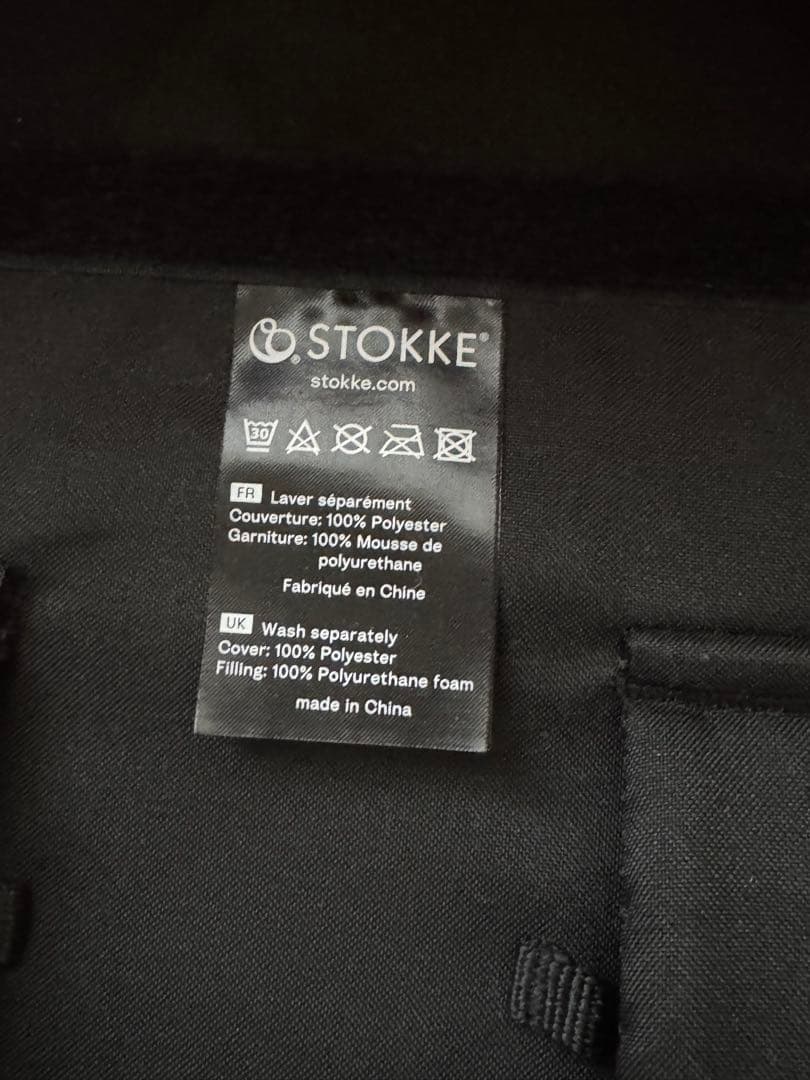 STOKKE®
stokke.com
30
FR Laver séparément
Couverture: 100% Polyester
Garniture: 100% Mousse de
polyurethane
Fabriqué en Chine
UK Wash separately
Cover: 100% Polyester
Filling: 100% Polyurethane foam
made in China